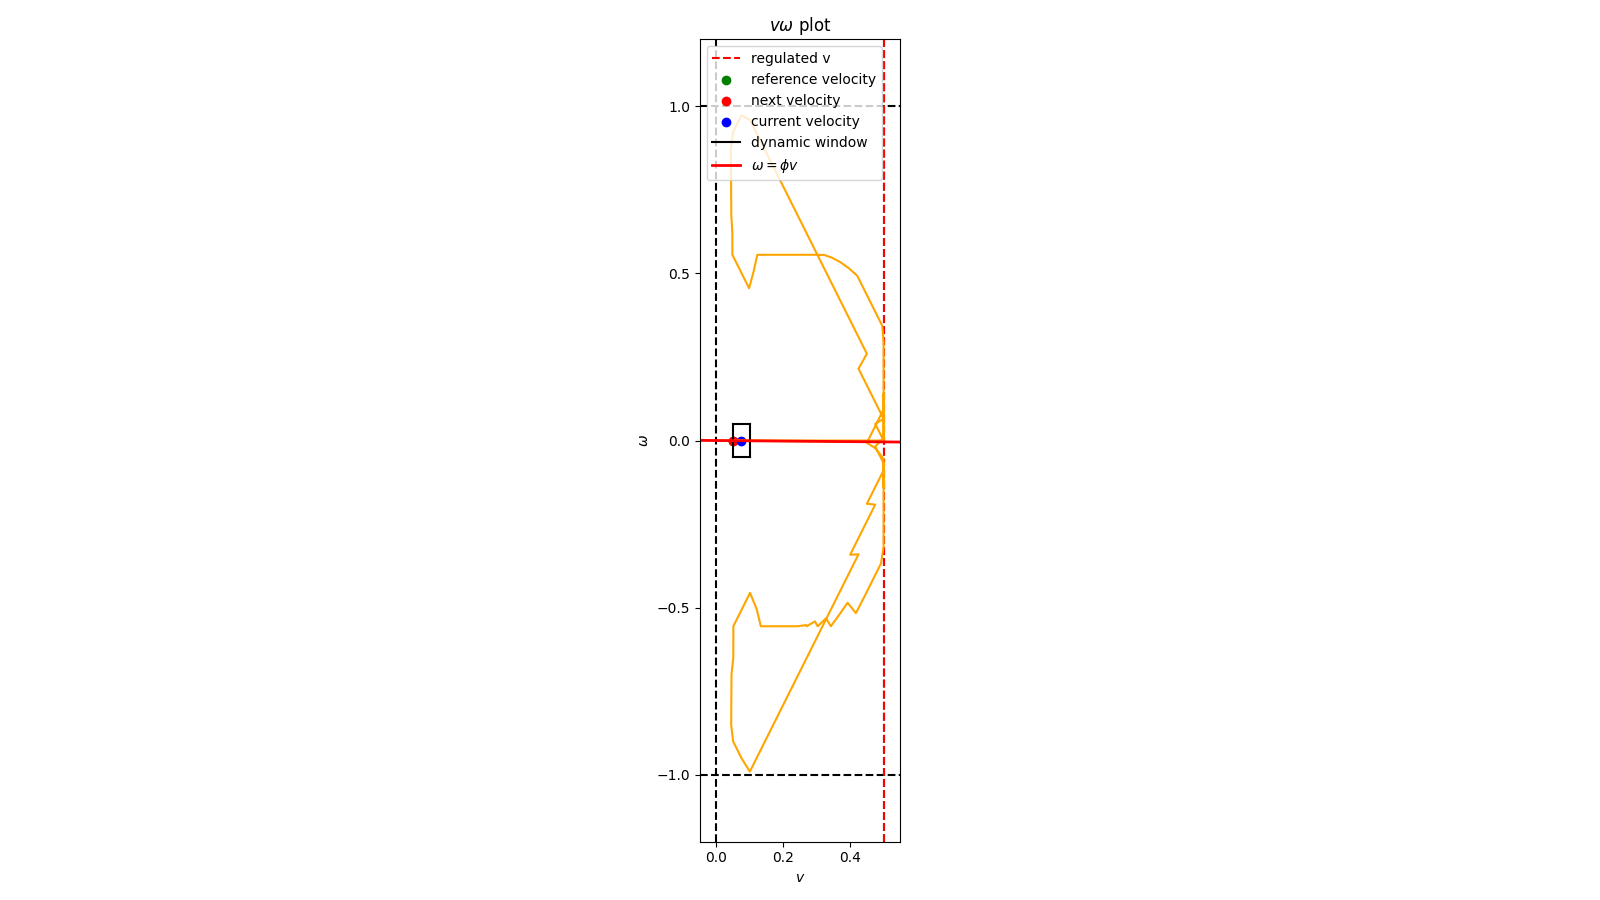 vω plot
regulated v
reference velocity
next velocity
current velocity
dynamic window
ω = ϕv
1.0
0.5
0.0
−0.5
−1.0
ω
0.0 0.2 0.4
v